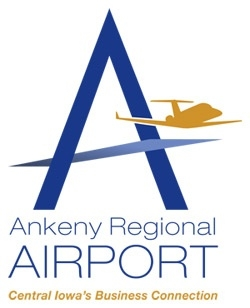 A
Ankeny Regional
AIRPORT
Central Iowa's Business Connection